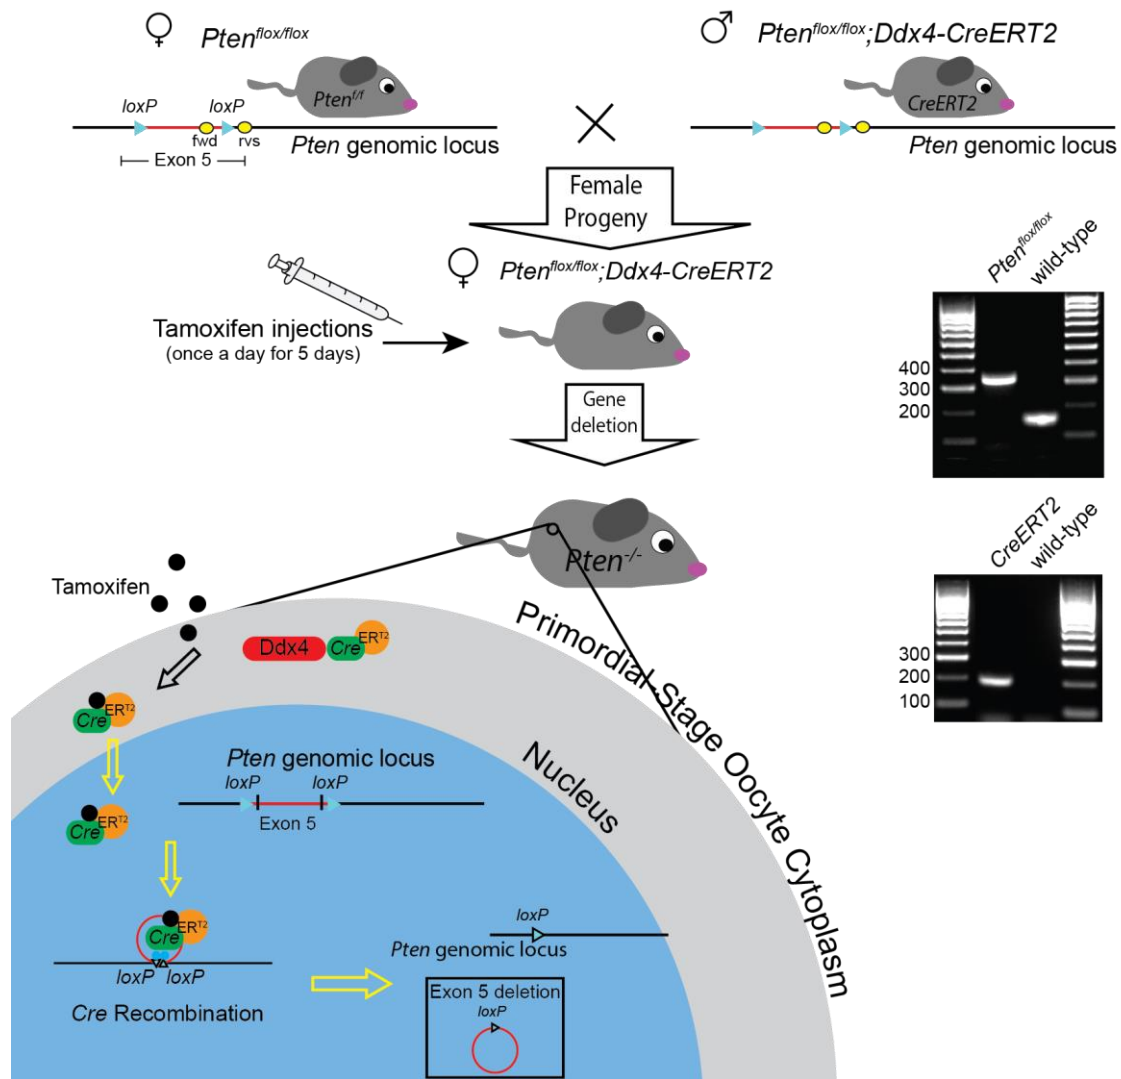 ♀ Pten^flox/flox
♂ Pten^flox/flox;Ddx4-CreERT2
Pten^f/f
CreERT2
loxP loxP
fwd rvs
Exon 5
Pten genomic locus
Pten genomic locus
Female
Progeny
♀ Pten^flox/flox;Ddx4-CreERT2
Tamoxifen injections
(once a day for 5 days)
Gene
deletion
Pten^-/-
Pten^flox/flox
wild-type
400
300
200
CreERT2
wild-type
300
200
100
Tamoxifen
Ddx4 Cre ER^T2
Primordial-Stage Oocyte Cytoplasm
Nucleus
Cre ER^T2
Cre ER^T2
Pten genomic locus
loxP loxP
Exon 5
Cre ER^T2
loxP loxP
Cre Recombination
loxP
Pten genomic locus
Exon 5 deletion
loxP